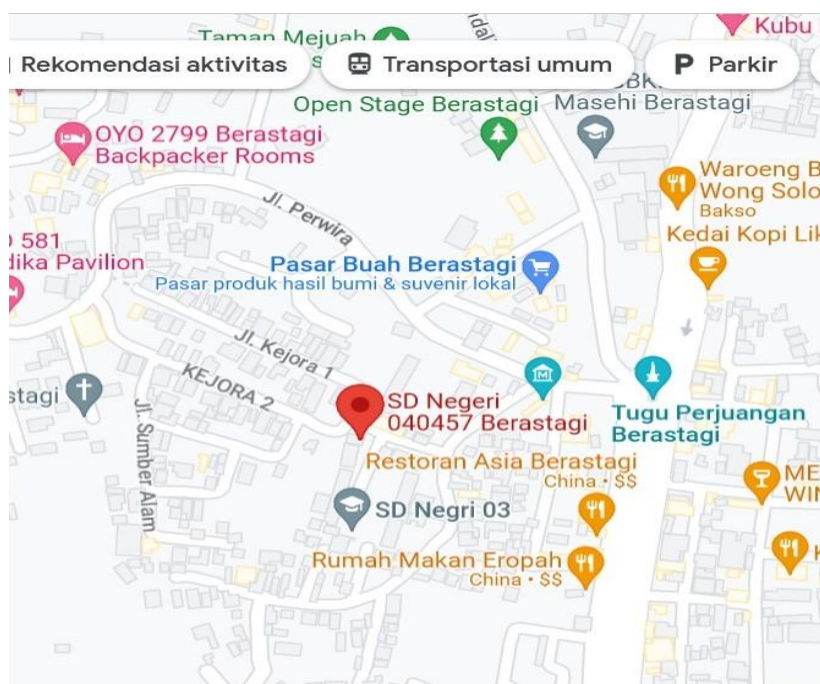 Taman Mejuah
Kubu
Rekomendasi aktivitas
Transportasi umum
P Parkir
Open Stage Berastagi
Masehi Berastagi
OYO 2799 Berastagi
Backpacker Rooms
Waroeng B
Wong Solo
Bakso
Jl. Perwira
Kedai Kopi Lik
581
dika Pavilion
Pasar Buah Berastagi
Pasar produk hasil bumi & suvenir lokal
Jl. Kejora 1
KEJORA 2
stagi
SD Negeri
040457 Berastagi
Tugu Perjuangan
Berastagi
Jl. Sumber Alam
Restoran Asia Berastagi
China • $$
ME
WIN
SD Negri 03
Rumah Makan Eropah
China • $$
K